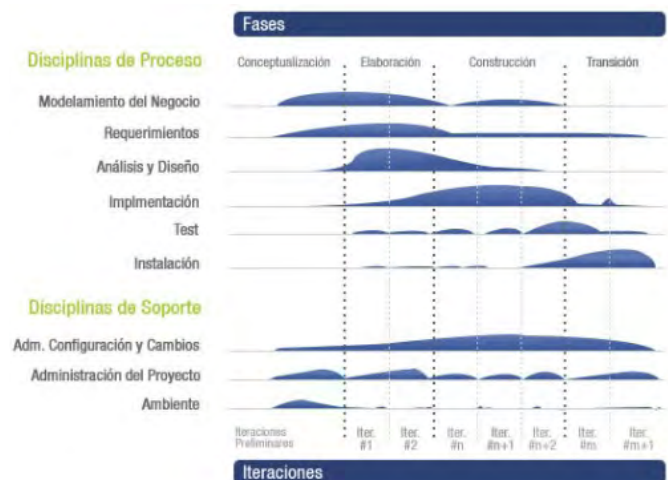 Fases
Disciplinas de Proceso
Conceptualización Elaboración Construcción Transición
Modelamiento del Negocio
Requerimientos
Análisis y Diseño
Implmentación
Test
Instalación
Disciplinas de Soporte
Adm. Configuración y Cambios
Administración del Proyecto
Ambiente
Iteraciones Iter. Iter. Iter. Iter. Iter. Iter. Iter.
Preliminares #1 #2 #n #n+1 #n+2 #m #m+1
Iteraciones